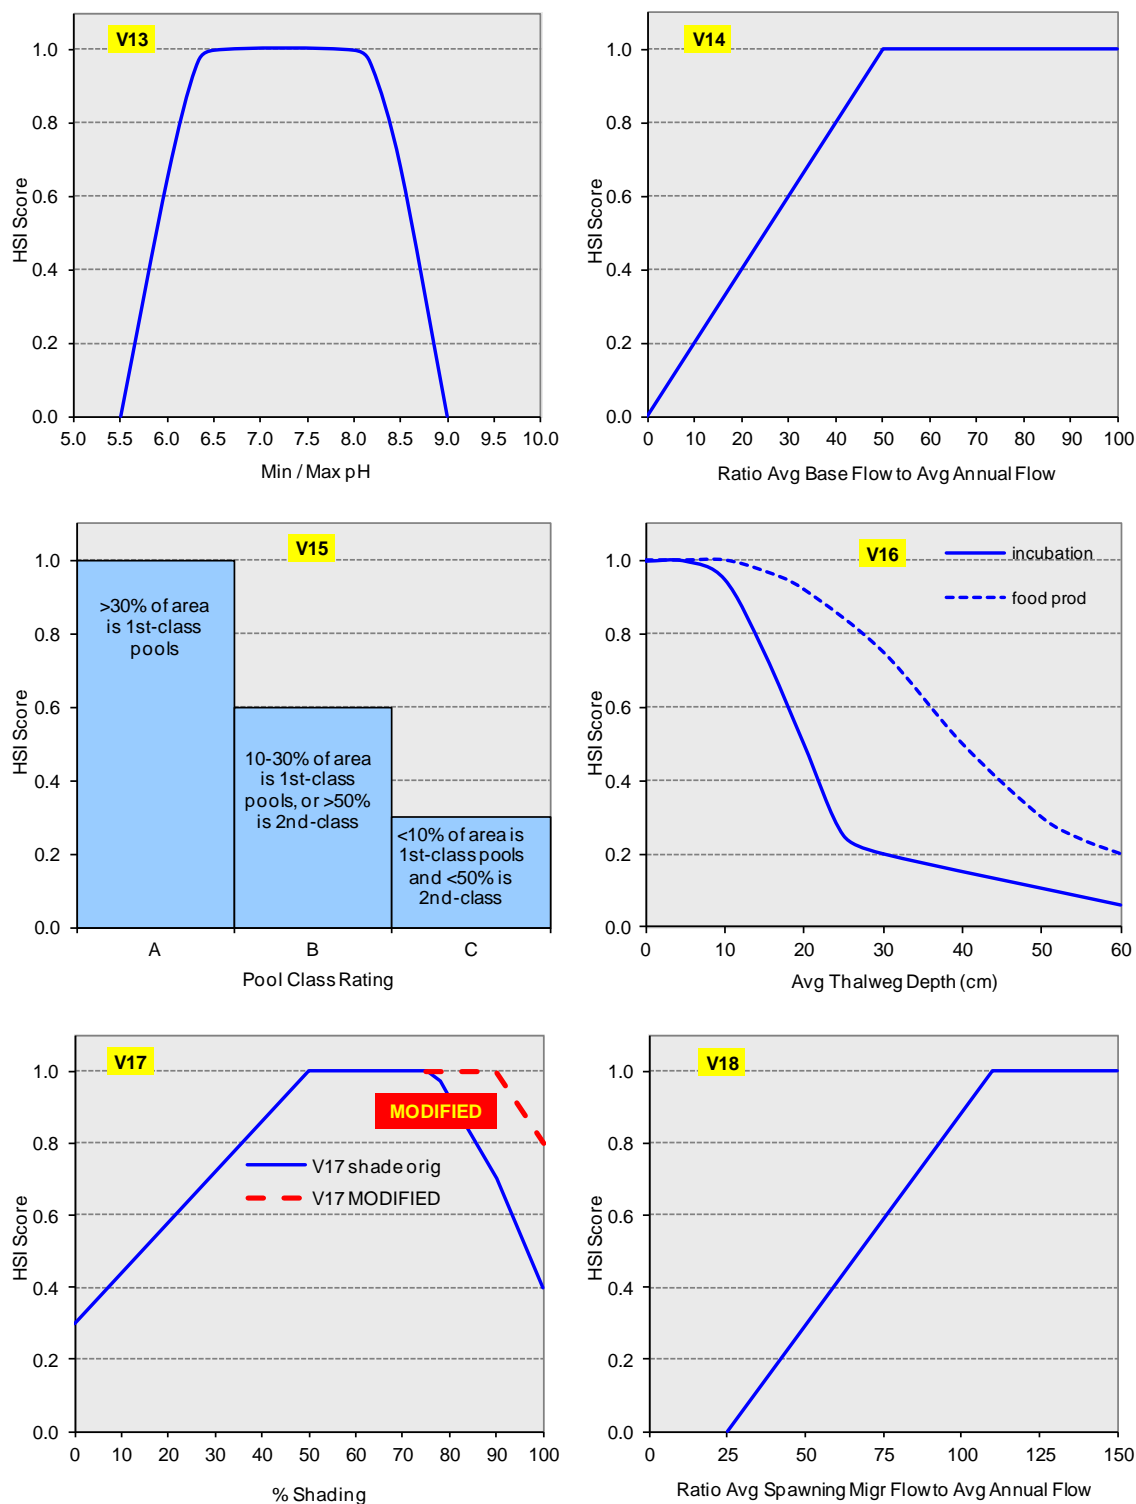 V13
HSI Score
1.0
0.8
0.6
0.4
0.2
0.0
5.0 5.5 6.0 6.5 7.0 7.5 8.0 8.5 9.0 9.5 10.0
Min / Max pH
V14
HSI Score
1.0
0.8
0.6
0.4
0.2
0.0
0 10 20 30 40 50 60 70 80 90 100
Ratio Avg Base Flow to Avg Annual Flow
V15
HSI Score
1.0
0.8
0.6
0.4
0.2
0.0
>30% of area
is 1st-class
pools
10-30% of area
is 1st-class
pools, or >50%
is 2nd-class
<10% of area is
1st-class pools
and <50% is
2nd-class
A B C
Pool Class Rating
V16
incubation
food prod
HSI Score
1.0
0.8
0.6
0.4
0.2
0.0
0 10 20 30 40 50 60
Avg Thalweg Depth (cm)
V17
MODIFIED
V17 shade orig
V17 MODIFIED
HSI Score
1.0
0.8
0.6
0.4
0.2
0.0
0 10 20 30 40 50 60 70 80 90 100
% Shading
V18
HSI Score
1.0
0.8
0.6
0.4
0.2
0.0
0 25 50 75 100 125 150
Ratio Avg Spawning Migr Flow to Avg Annual Flow